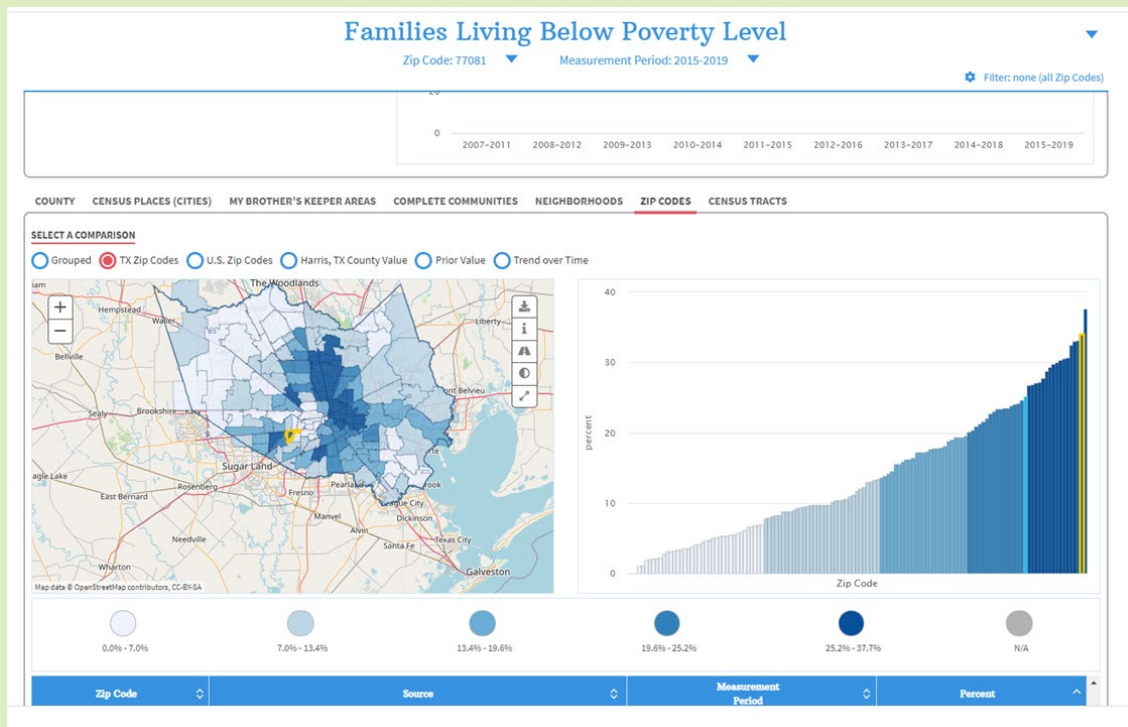 Families Living Below Poverty Level
Zip Code: 77081 Measurement Period: 2015-2019
Filter: none (all Zip Codes)
0
2007-2011 2008-2012 2009-2013 2010-2014 2011-2015 2012-2016 2013-2017 2014-2018 2015-2019
COUNTY CENSUS PLACES (CITIES) MY BROTHER'S KEEPER AREAS COMPLETE COMMUNITIES NEIGHBORHOODS ZIP CODES CENSUS TRACTS
SELECT A COMPARISON
Grouped TX Zip Codes U.S. Zip Codes Harris, TX County Value Prior Value Trend over Time
+
−
The Woodlands
Hempstead
Waller
Liberty
Bellville
Sealy
Brookshire
Sugar Land
East Bernard
Rosenberg
Fresno
Manvel
League City
Dickinson
Alvin
Needville
Santa Fe
Texas City
Wharton
Galveston
i
Map data © OpenStreetMap contributors, CC-BY-SA
40
30
20
10
0
percent
Zip Code
0.0% - 7.0% 7.0% - 13.4% 13.4% - 19.6% 19.6% - 25.2% 25.2% - 37.7% N/A
Zip Code Source Measurement Period Percent